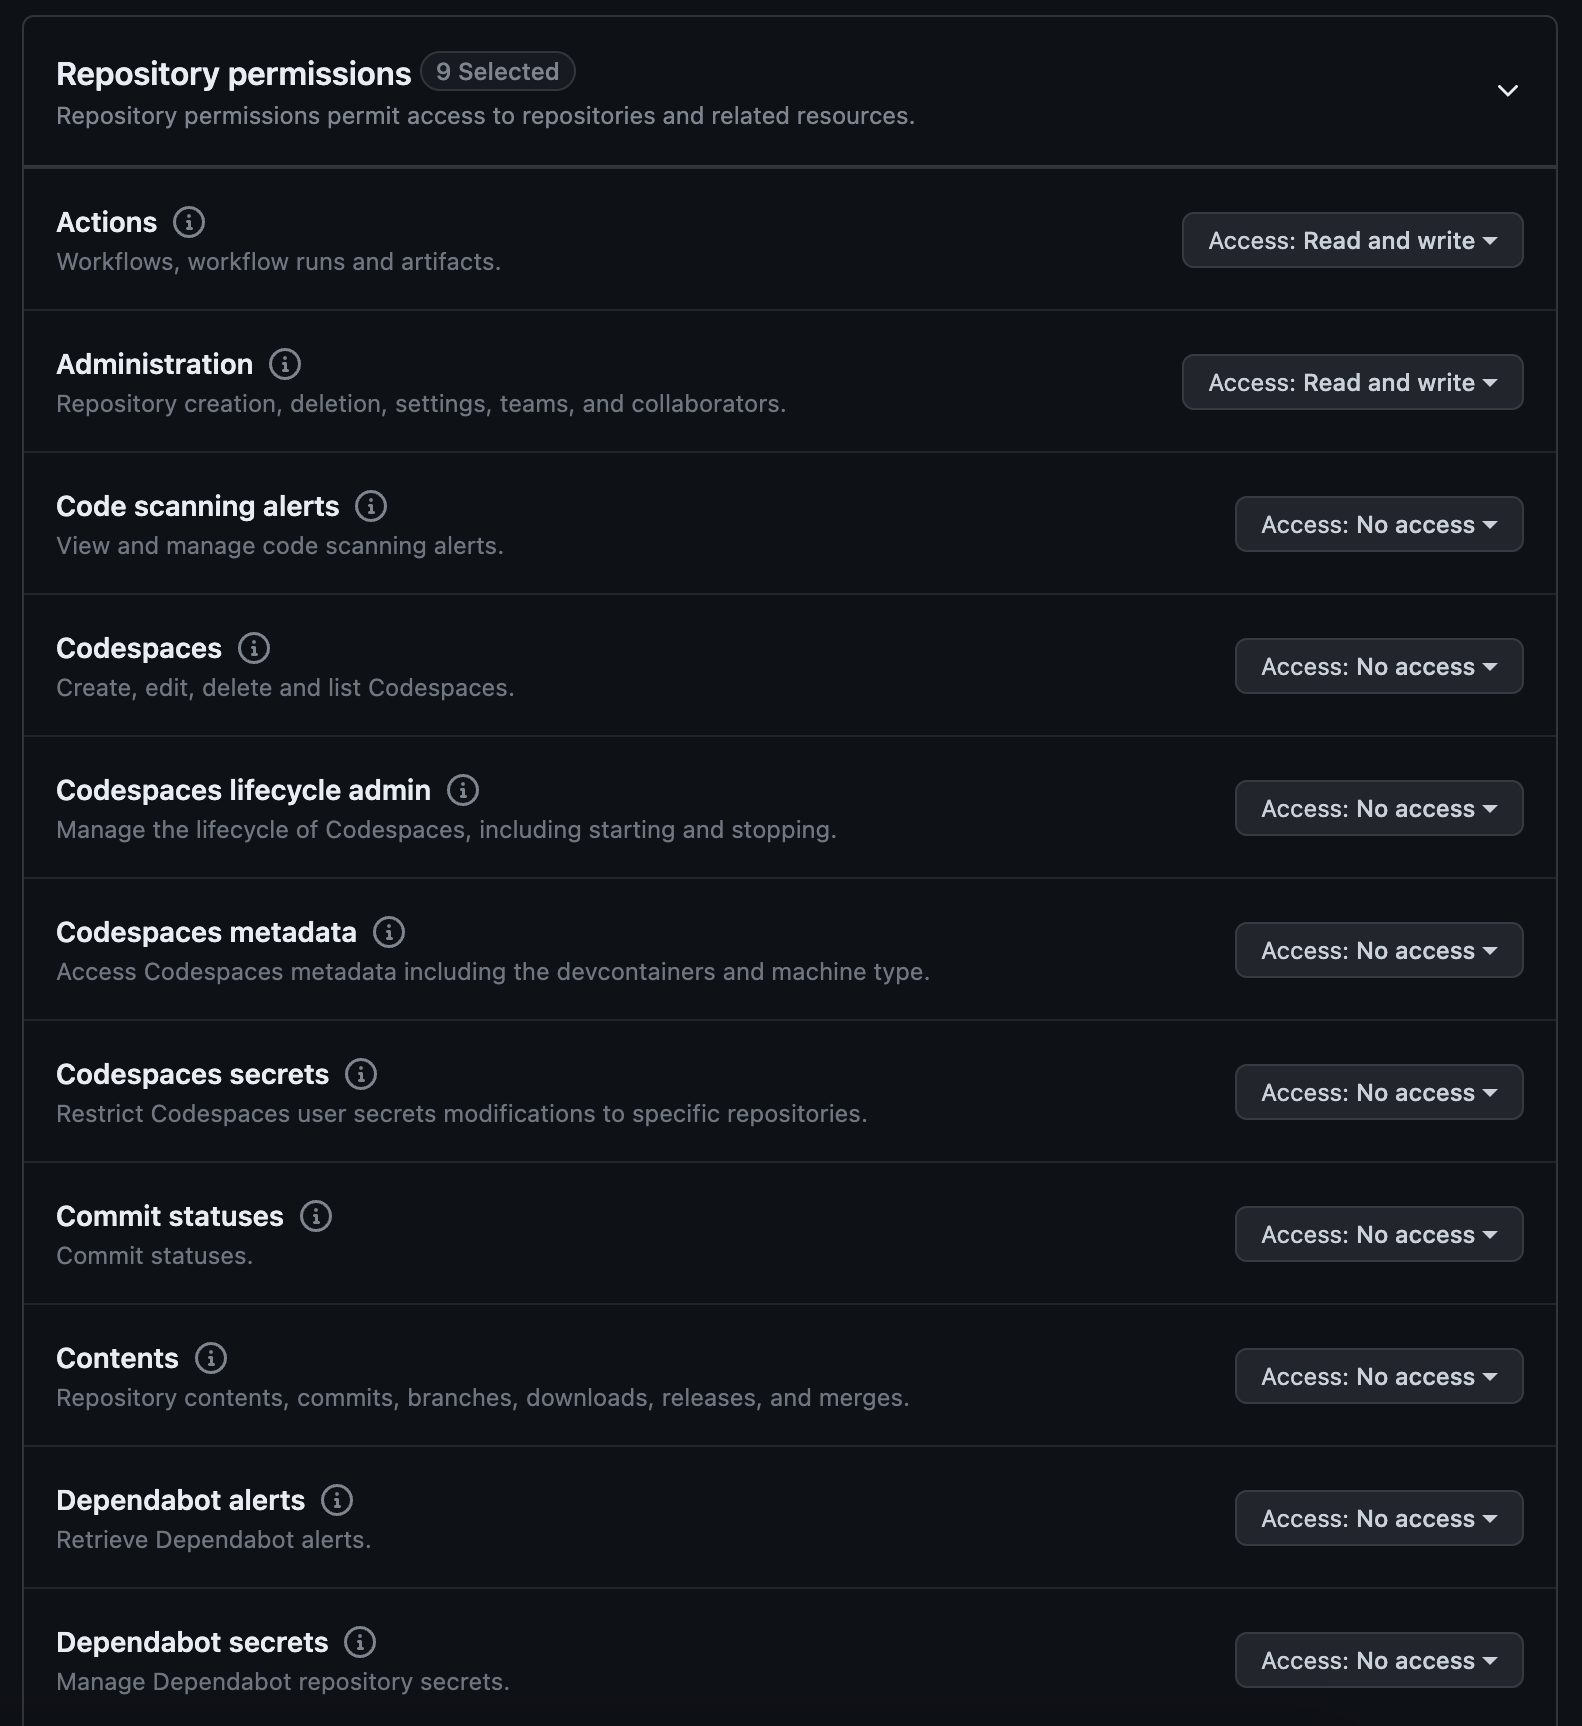 Repository permissions 9 Selected
Repository permissions permit access to repositories and related resources.
Actions
Workflows, workflow runs and artifacts.
Access: Read and write
Administration
Repository creation, deletion, settings, teams, and collaborators.
Access: Read and write
Code scanning alerts
View and manage code scanning alerts.
Access: No access
Codespaces
Create, edit, delete and list Codespaces.
Access: No access
Codespaces lifecycle admin
Manage the lifecycle of Codespaces, including starting and stopping.
Access: No access
Codespaces metadata
Access Codespaces metadata including the devcontainers and machine type.
Access: No access
Codespaces secrets
Restrict Codespaces user secrets modifications to specific repositories.
Access: No access
Commit statuses
Commit statuses.
Access: No access
Contents
Repository contents, commits, branches, downloads, releases, and merges.
Access: No access
Dependabot alerts
Retrieve Dependabot alerts.
Access: No access
Dependabot secrets
Manage Dependabot repository secrets.
Access: No access